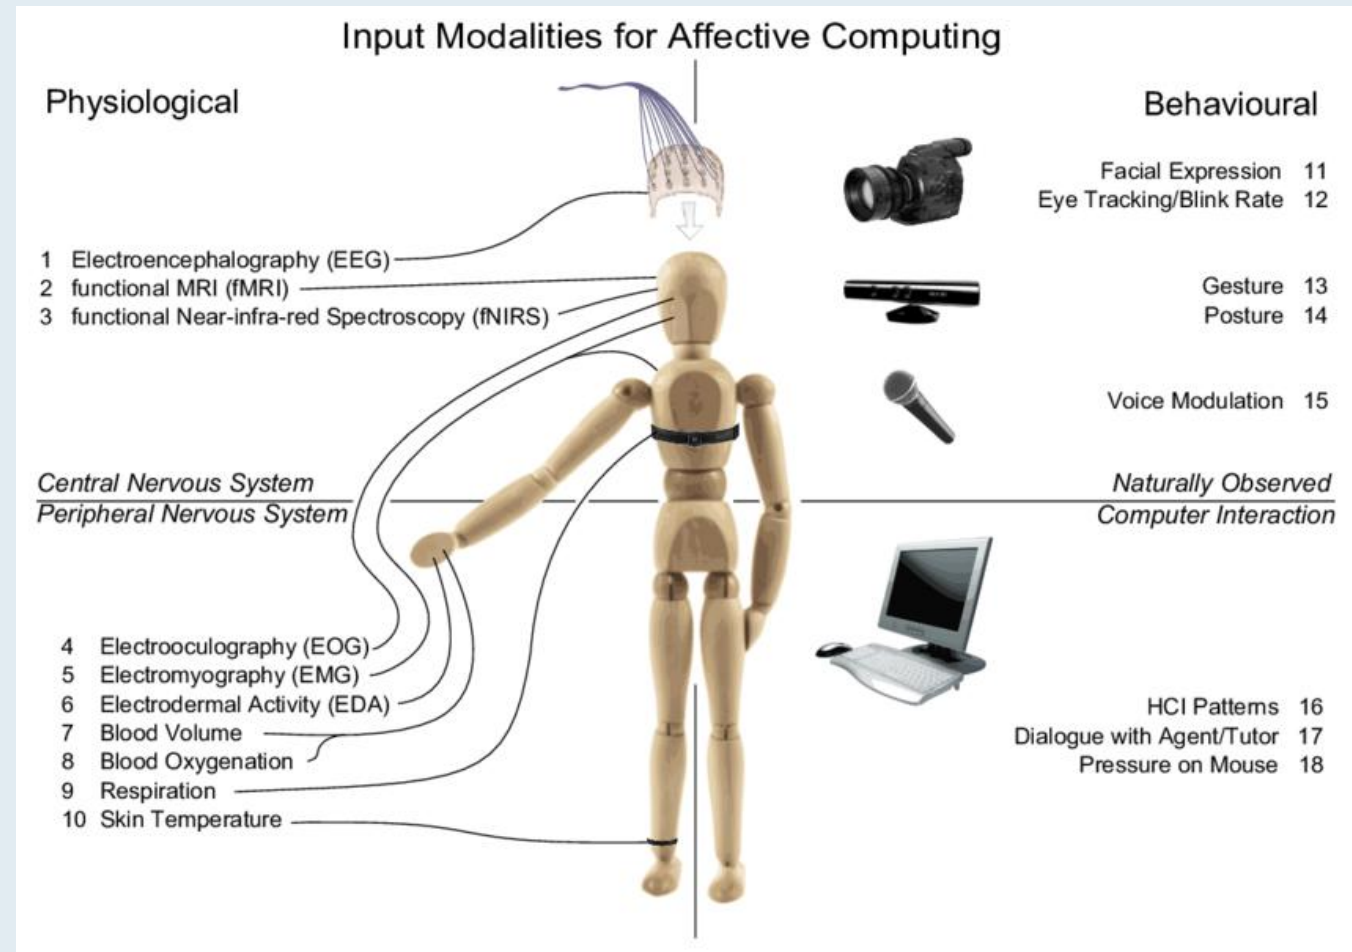 Input Modalities for Affective Computing
Physiological
Behavioural
Facial Expression 11
Eye Tracking/Blink Rate 12
1 Electroencephalography (EEG)
2 functional MRI (fMRI)
3 functional Near-infra-red Spectroscopy (fNIRS)
Gesture 13
Posture 14
Voice Modulation 15
Central Nervous System
Peripheral Nervous System
Naturally Observed
Computer Interaction
4 Electrooculography (EOG)
5 Electromyography (EMG)
6 Electrodermal Activity (EDA)
7 Blood Volume
8 Blood Oxygenation
9 Respiration
10 Skin Temperature
HCI Patterns 16
Dialogue with Agent/Tutor 17
Pressure on Mouse 18